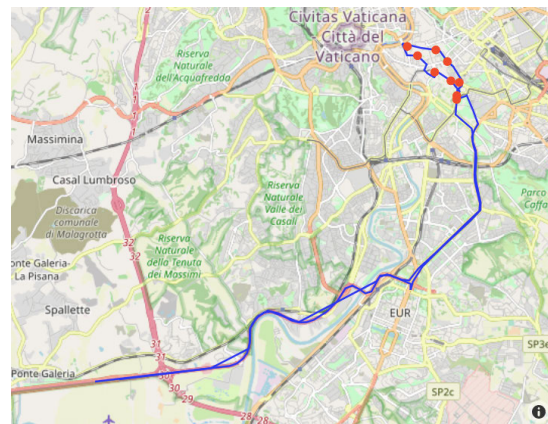 Civitas Vaticana
Città del
Vaticano
Riserva
Naturale
dell'Acquafredda
Massimina
Casal Lumbroso
Discarica
comunale
di Malagrotta
Riserva
Naturale
Valle dei
Casali
Parco
Caffa
32
32
Riserva
Naturale
della Tenuta
dei Massimi
onte Galeria-
La Pisana
Spallette
EUR
31
31
SP3e
Ponte Galeria
30
30
29
SP2c
28
28
i